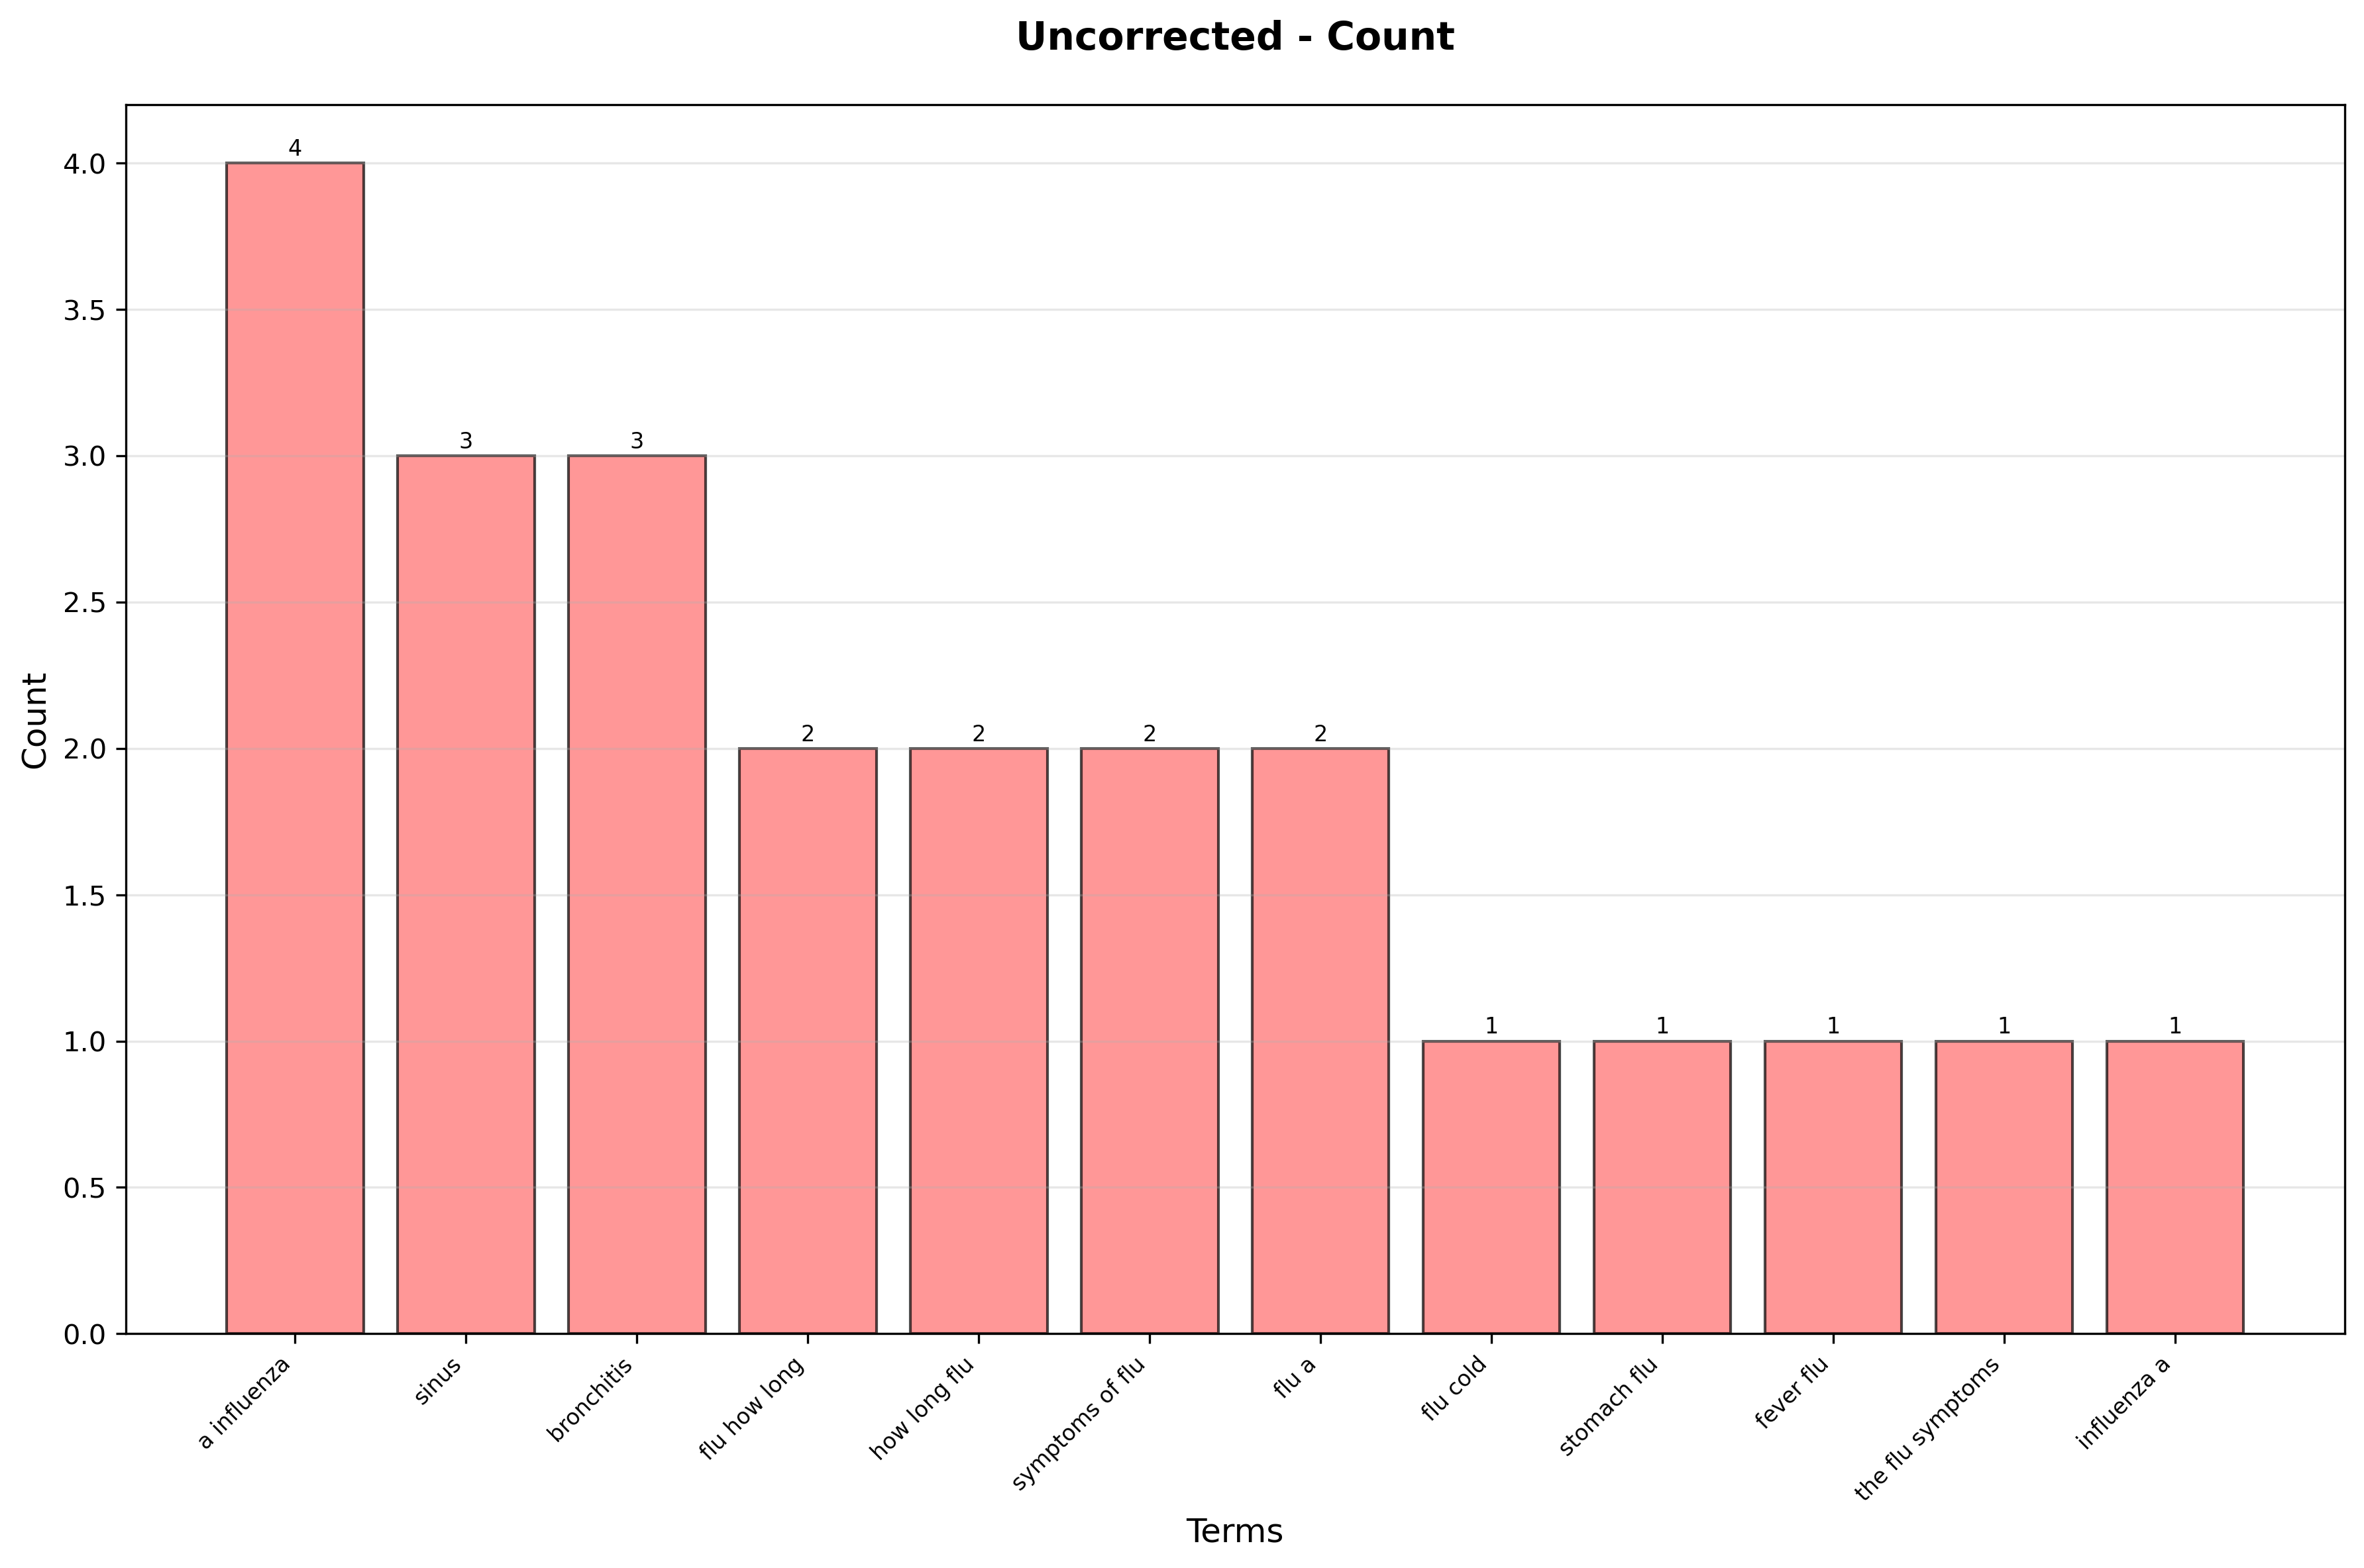 Uncorrected - Count
Count
4.0
3.5
3.0
2.5
2.0
1.5
1.0
0.5
0.0
4
3
3
2
2
2
2
1
1
1
1
1
a influenza
sinus
bronchitis
flu how long
how long flu
symptoms of flu
flu a
flu cold
stomach flu
fever flu
the flu symptoms
influenza a
Terms